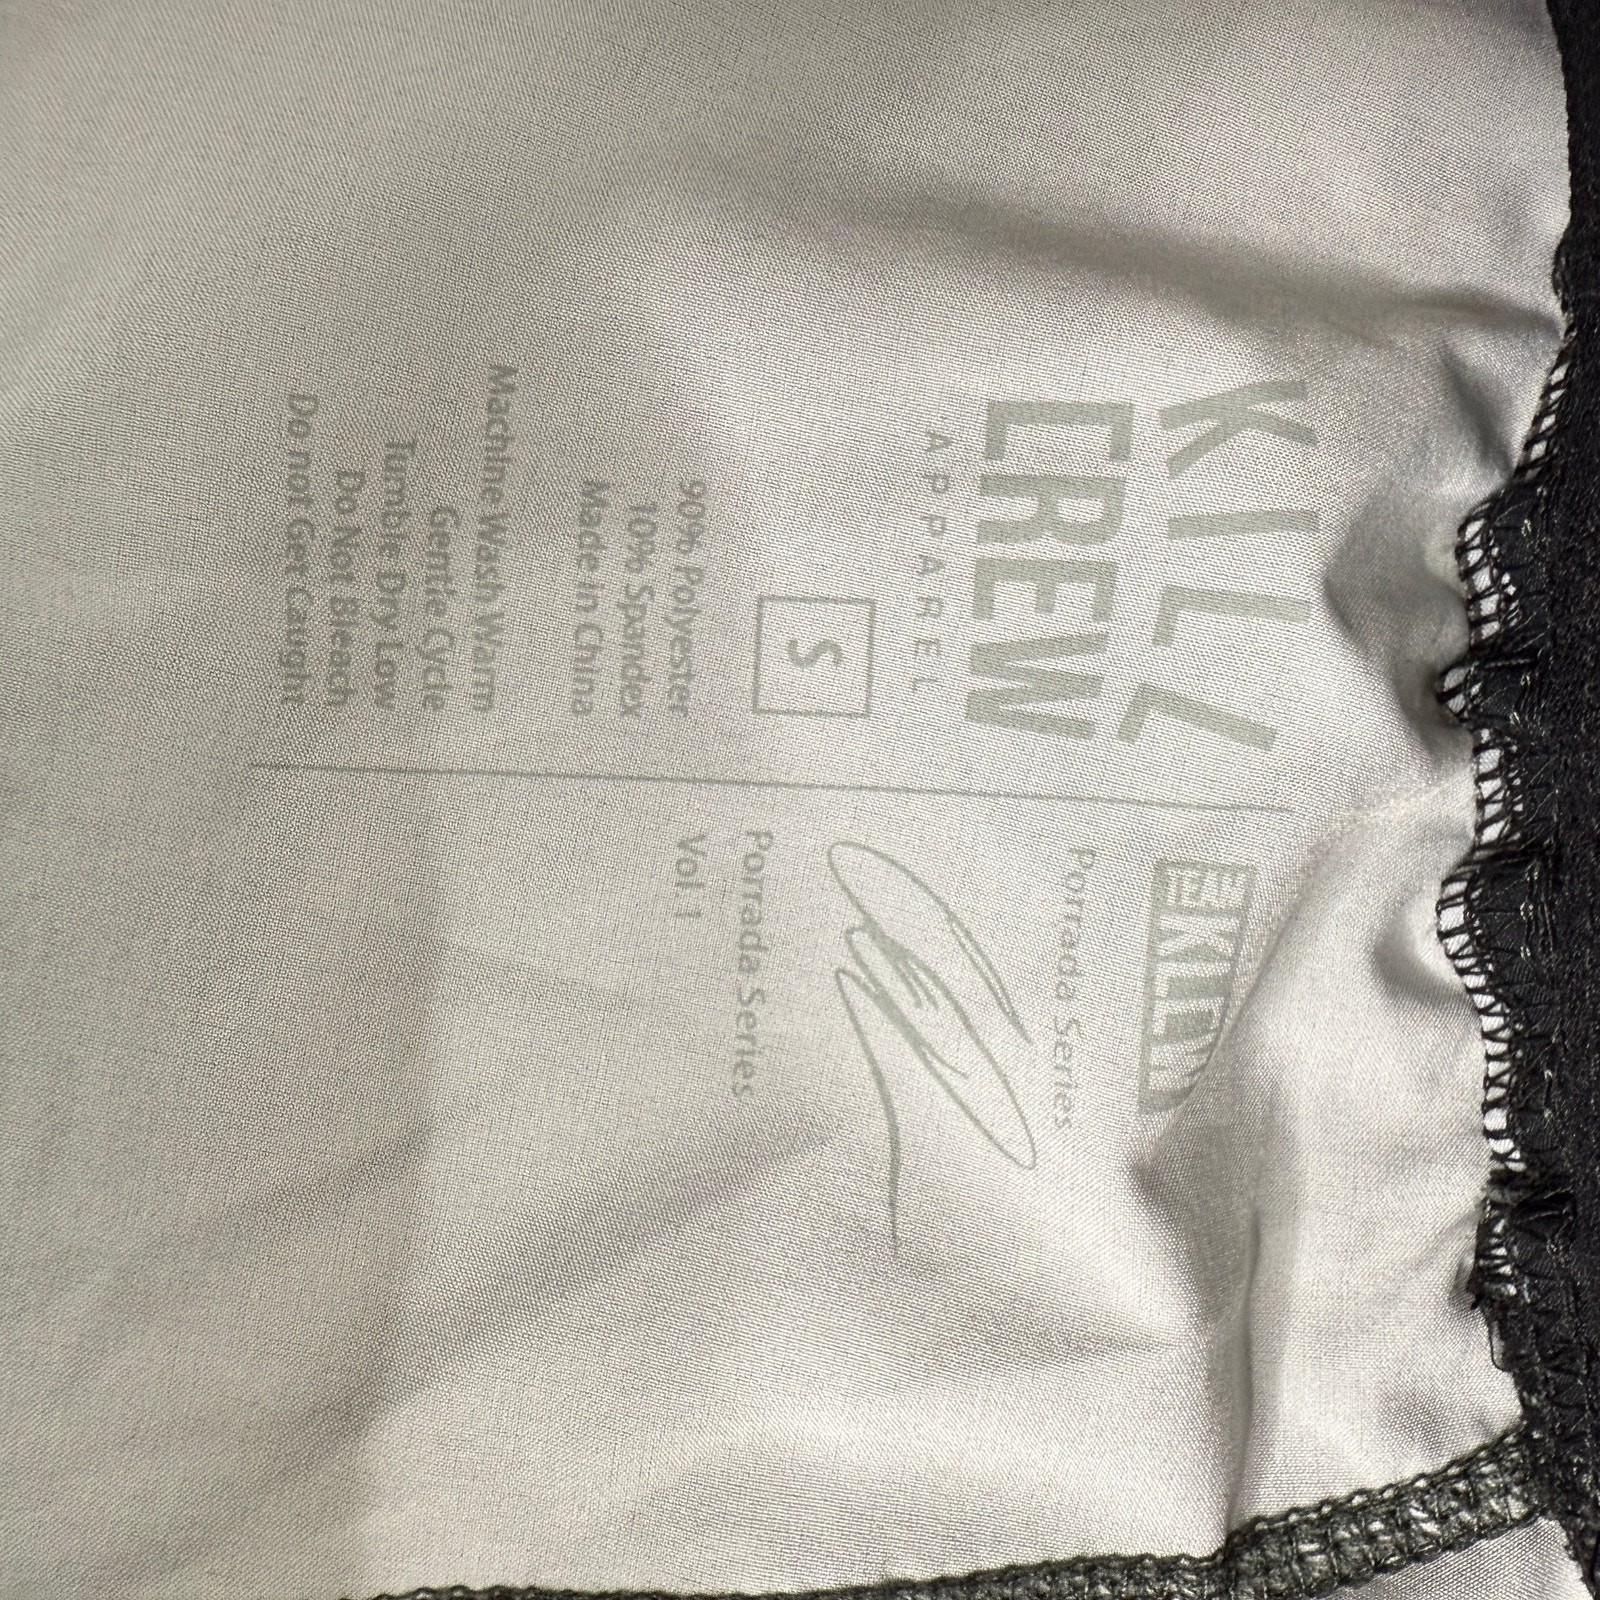 KILL
CREW
APPAREL
S
90% Polyester
10% Spandex
Made in China
Machine Wash Warm
Gentle Cycle
Tumble Dry Low
Do Not Bleach
Do not Get Caught
Porrada Series
Porrada Series
Vol. 1